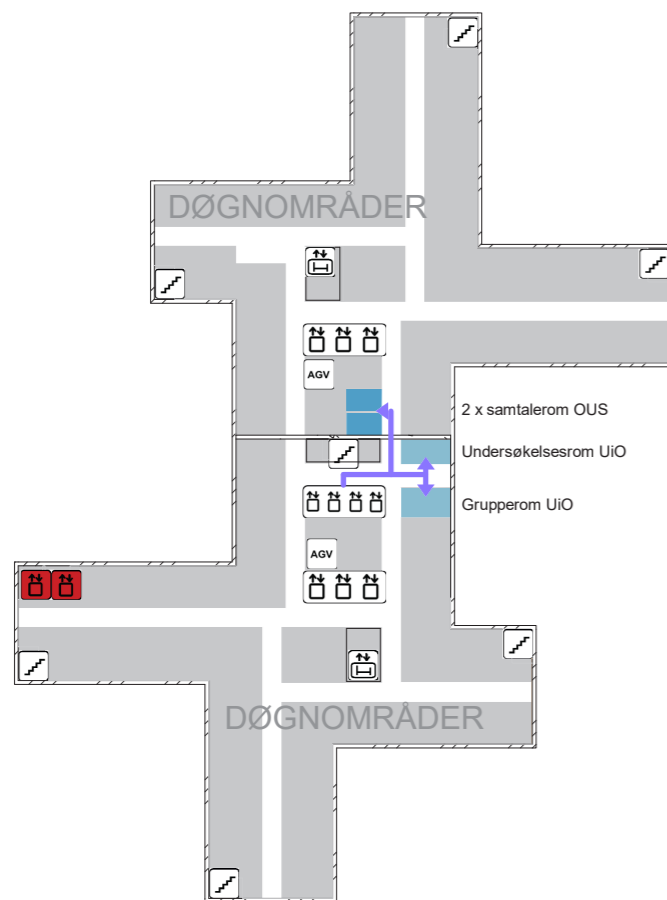 DØGNOMRÅDER
AGV
2 x samtalerom OUS
Undersøkelsesrom UiO
Grupperom UiO
AGV
DØGNOMRÅDER